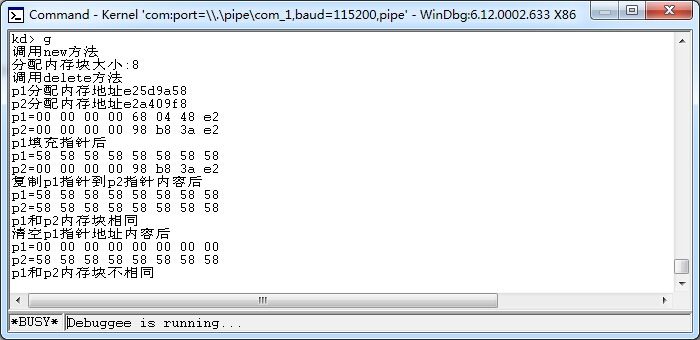 Command - Kernel 'com:port=\\.\pipe\com_1,baud=115200,pipe' - WinDbg:6.12.0002.633 X86
kd> g
调用new方法
分配内存块大小:8
调用delete方法
p1分配内存地址e25d9a58
p2分配内存地址e2a409f8
p1=00 00 00 00 68 04 48 e2
p2=00 00 00 00 98 b8 3a e2
p1填充指针后
p1=58 58 58 58 58 58 58 58
p2=00 00 00 00 98 b8 3a e2
复制p1指针到p2指针内容后
p1=58 58 58 58 58 58 58 58
p2=58 58 58 58 58 58 58 58
p1和p2内存块相同
清空p1指针地址内容后
p1=00 00 00 00 00 00 00 00
p2=58 58 58 58 58 58 58 58
p1和p2内存块不相同
*BUSY* Debuggee is running...